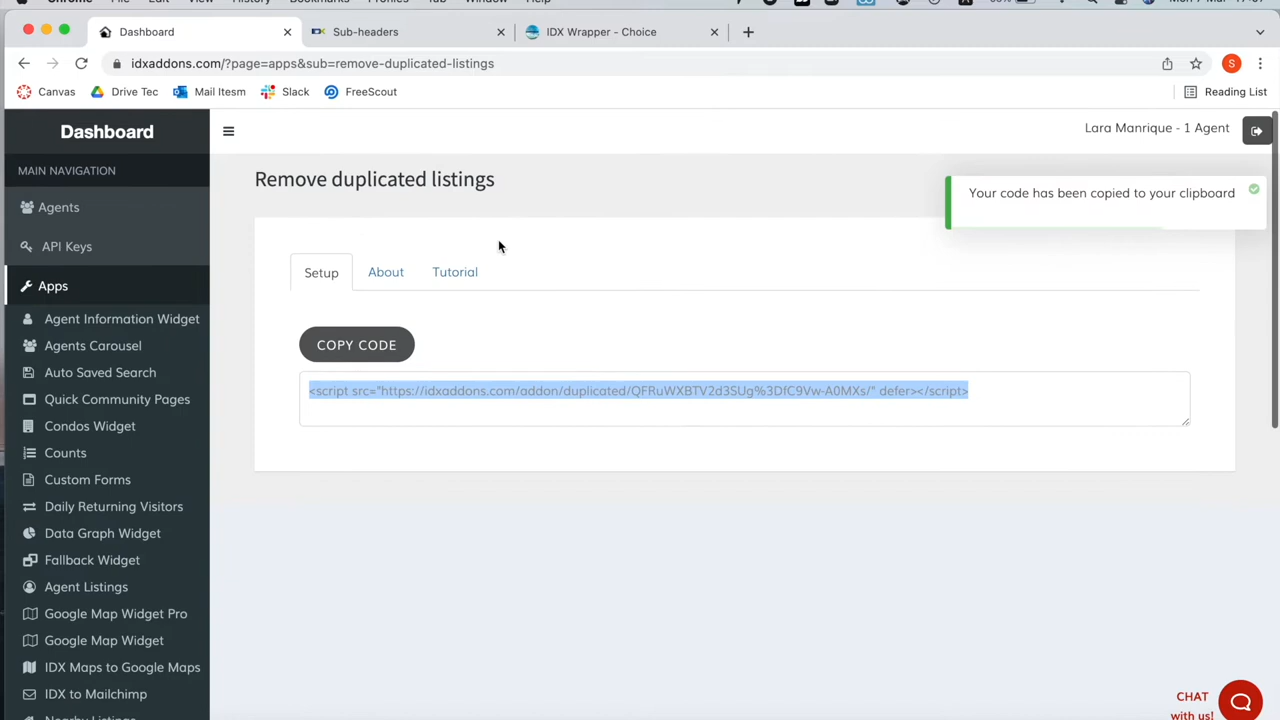 Dashboard
Sub-headers
IDX Wrapper - Choice
idxaddons.com/?page=apps&sub=remove-duplicated-listings
Canvas
Drive Tec
Mail Itesm
Slack
FreeScout
Reading List
S
Dashboard
Lara Manrique - 1 Agent
MAIN NAVIGATION
Remove duplicated listings
Your code has been copied to your clipboard
Agents
API Keys
Apps
Setup
About
Tutorial
Agent Information Widget
Agents Carousel
Auto Saved Search
Quick Community Pages
Condos Widget
Counts
Custom Forms
Daily Returning Visitors
Data Graph Widget
Fallback Widget
Agent Listings
Google Map Widget Pro
Google Map Widget
IDX Maps to Google Maps
IDX to Mailchimp
COPY CODE
<script src="https://idxaddons.com/addon/duplicated/QFRuWXBTV2d3SUg%3DfC9Vw-A0MXs/" defer></script>
CHAT
with us!